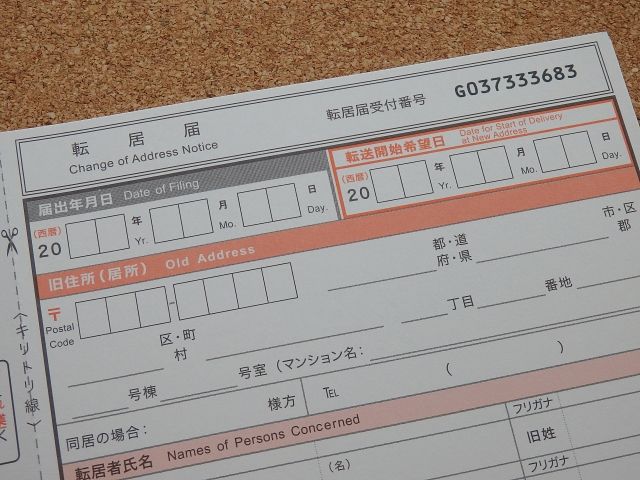 転居届
Change of Address Notice
転居届受付番号 G037333683
届出年月日 Date of Filing
(西暦) 20 年 Yr. 月 Mo. 日 Day.
転送開始希望日 Date for Start of Delivery at New Address
(西暦) 20 年 Yr. 月 Mo. 日 Day.
旧住所(居所) Old Address
〒 Postal Code
都・道 府・県
市・区 郡
区・町 村
丁目 番地
号棟 号室(マンション名:
同居の場合: 様方 TEL ( )
転居者氏名 Names of Persons Concerned
フリガナ
(名) 旧姓
フリガナ
〈キリトリ線〉